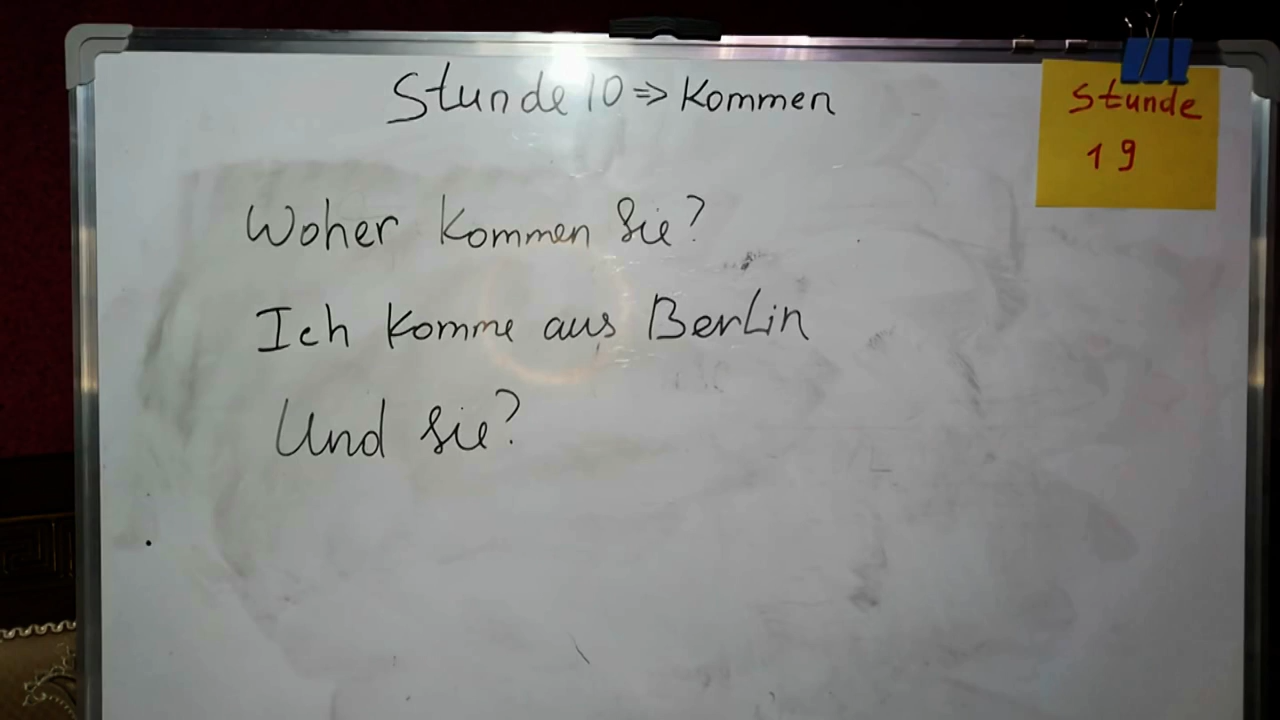 Stunde 10 => Kommen
Stunde
19
Woher kommen Sie?
Ich komme aus Berlin
Und Sie?